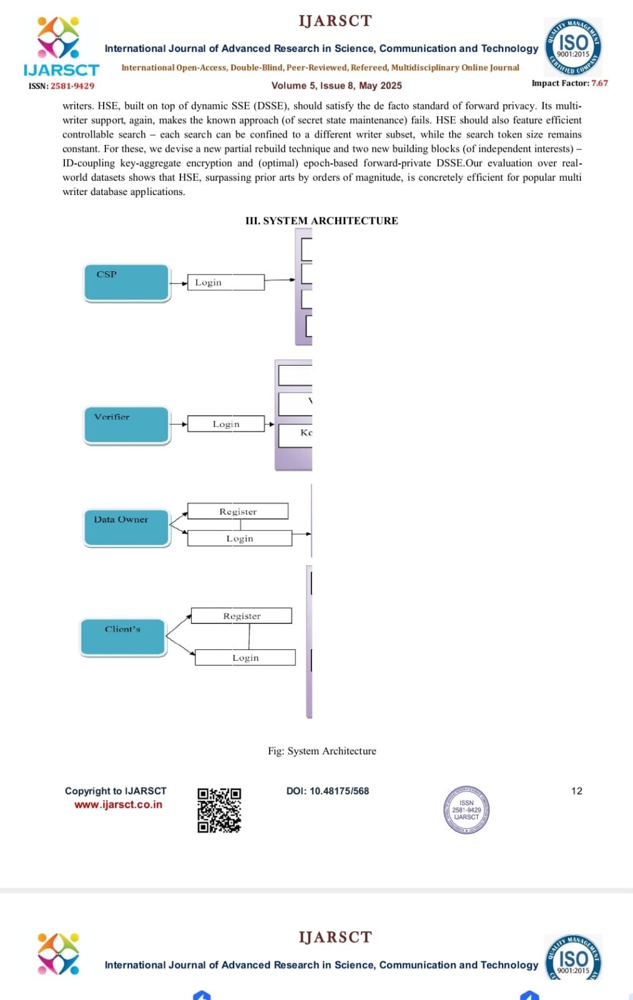 IJARSCT
International Journal of Advanced Research in Science, Communication and Technology
International Open-Access, Double-Blind, Peer-Reviewed, Refereed, Multidisciplinary Online Journal
IJARSCT
ISSN: 2581-9429
Volume 5, Issue 8, May 2025
QUALITY MANAGEMENT
ISO
9001:2015
CERTIFIED COMPANY
Impact Factor: 7.67
writers. HSE, built on top of dynamic SSE (DSSE), should satisfy the de facto standard of forward privacy. Its multi-
writer support, again, makes the known approach (of secret state maintenance) fails. HSE should also feature efficient
controllable search – each search can be confined to a different writer subset, while the search token size remains
constant. For these, we devise a new partial rebuild technique and two new building blocks (of independent interests) –
ID-coupling key-aggregate encryption and (optimal) epoch-based forward-private DSSE.Our evaluation over real-
world datasets shows that HSE, surpassing prior arts by orders of magnitude, is concretely efficient for popular multi
writer database applications.
III. SYSTEM ARCHITECTURE
CSP
Login
Verifier
Login
Data Owner
Register
Login
Client's
Register
Login
Fig: System Architecture
Copyright to IJARSCT
www.ijarsct.co.in
DOI: 10.48175/568
ISSN
2581-9429
IJARSCT
12
IJARSCT
International Journal of Advanced Research in Science, Communication and Technology
QUALITY MANAGEMENT
ISO
9001:2015